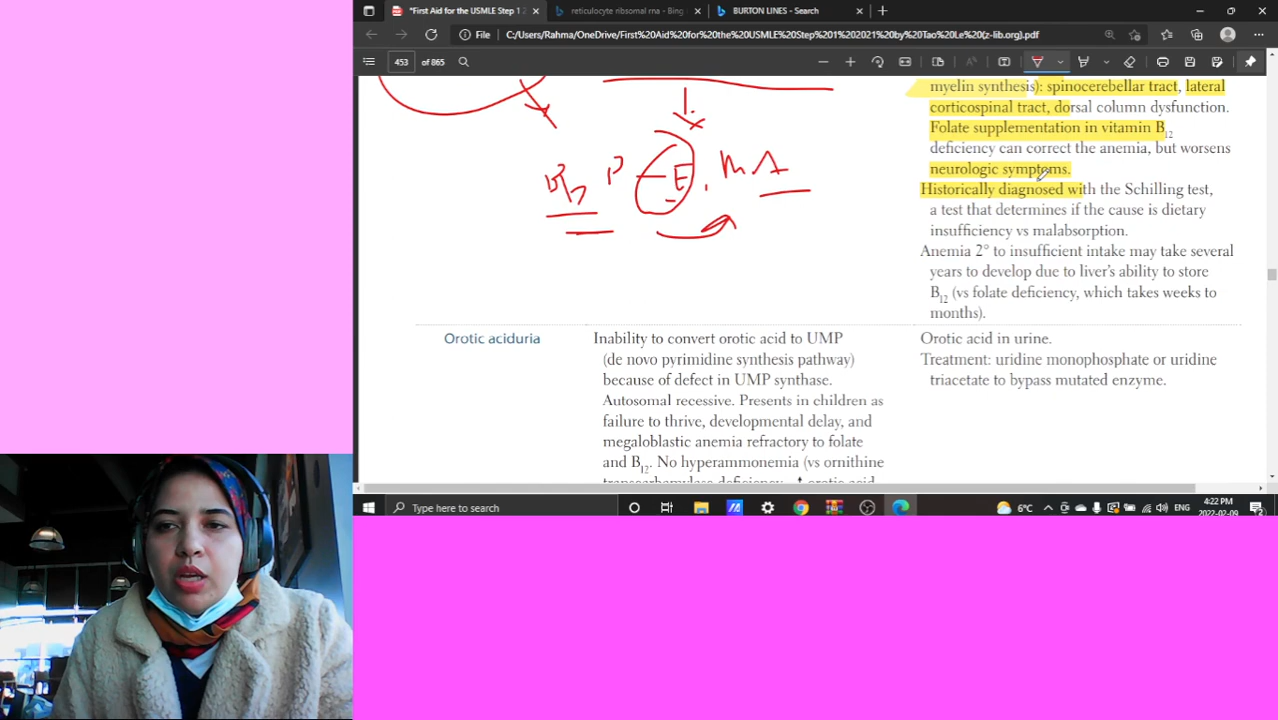 "First Aid for the USMLE Step 1 2
reticulocyte ribosomal rna - Bing
BURTON LINES - Search
File
C:/Users/Rahma/OneDrive/First%20Aid%20for%20the%20USMLE%20Step%201%202021%20by%20Tao%20Le%20(z-lib.org).pdf
453 of 865
myelin synthesis): spinocerebellar tract, lateral
corticospinal tract, dorsal column dysfunction.
Folate supplementation in vitamin B12
deficiency can correct the anemia, but worsens
neurologic symptoms.
Historically diagnosed with the Schilling test,
a test that determines if the cause is dietary
insufficiency vs malabsorption.
Anemia 2° to insufficient intake may take several
years to develop due to liver's ability to store
B12 (vs folate deficiency, which takes weeks to
months).
Orotic aciduria
Inability to convert orotic acid to UMP
(de novo pyrimidine synthesis pathway)
because of defect in UMP synthase.
Autosomal recessive. Presents in children as
failure to thrive, developmental delay, and
megaloblastic anemia refractory to folate
and B12. No hyperammonemia (vs ornithine
transcarbamylase deficiency, ↑ orotic acid
Orotic acid in urine.
Treatment: uridine monophosphate or uridine
triacetate to bypass mutated enzyme.
Type here to search
6°C
ENG
4:22 PM
2022-02-09